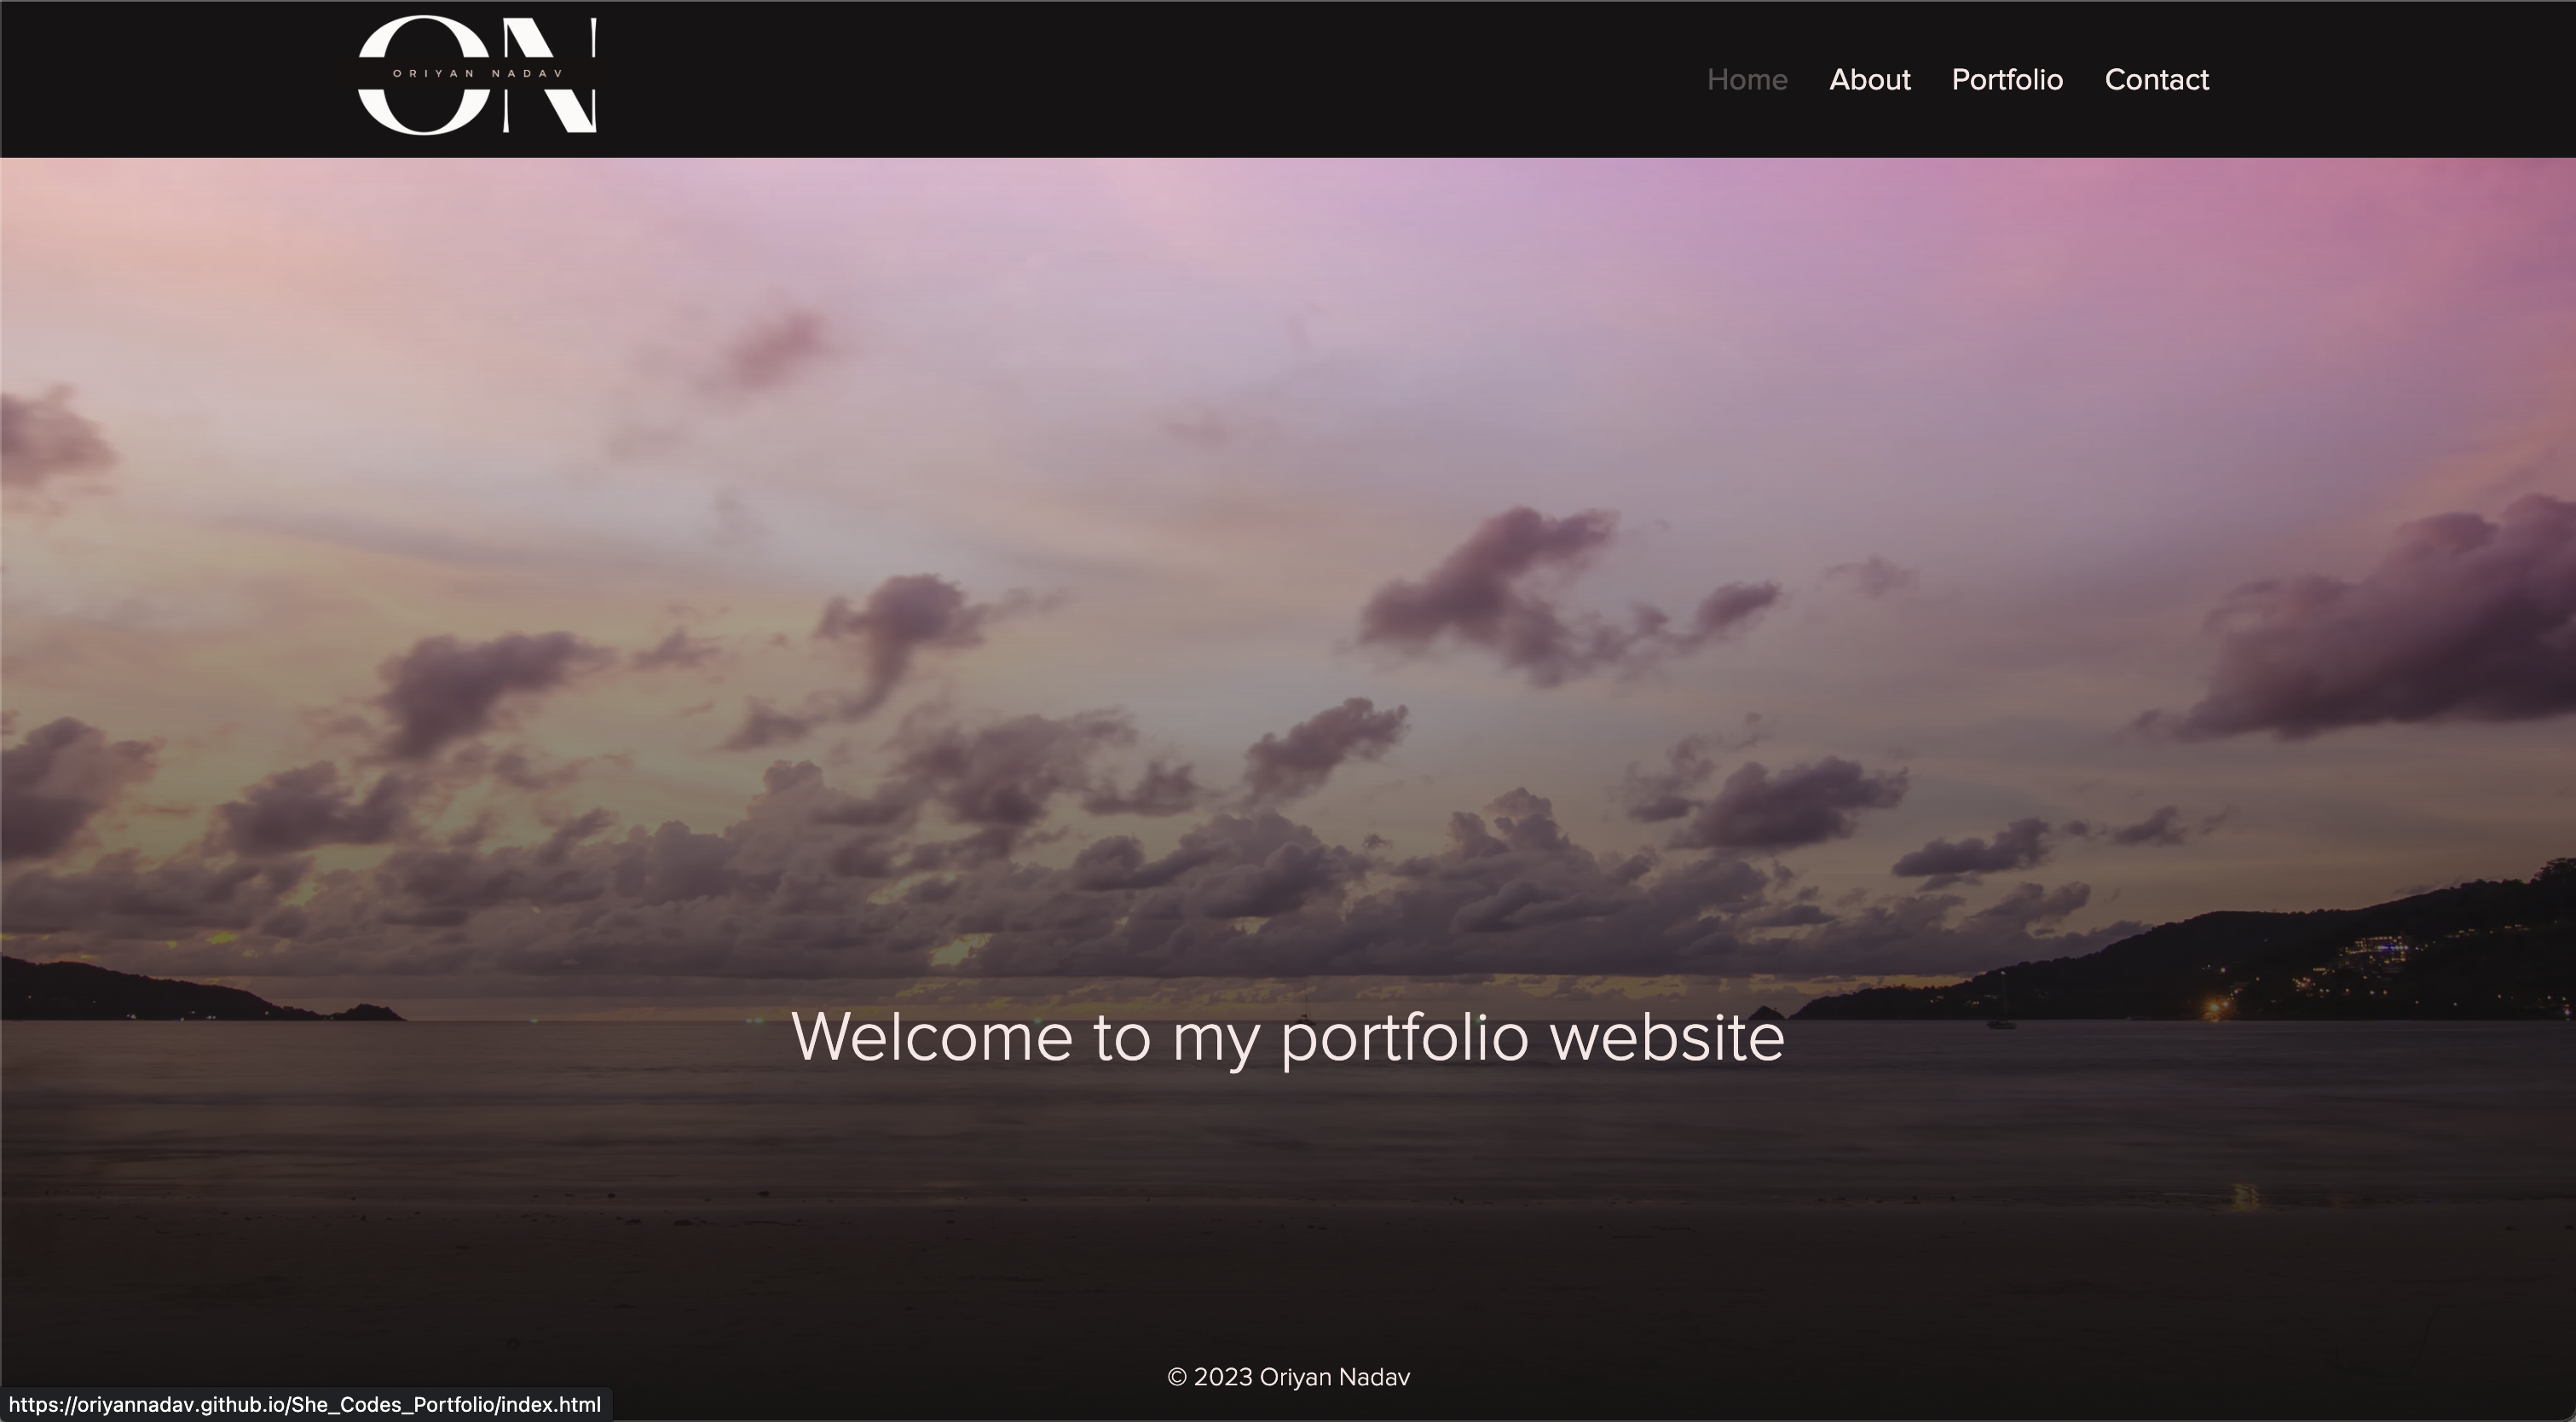 ON
ORIYAN NADAV
Home About Portfolio Contact
Welcome to my portfolio website
© 2023 Oriyan Nadav
https://oriyannadav.github.io/She_Codes_Portfolio/index.html